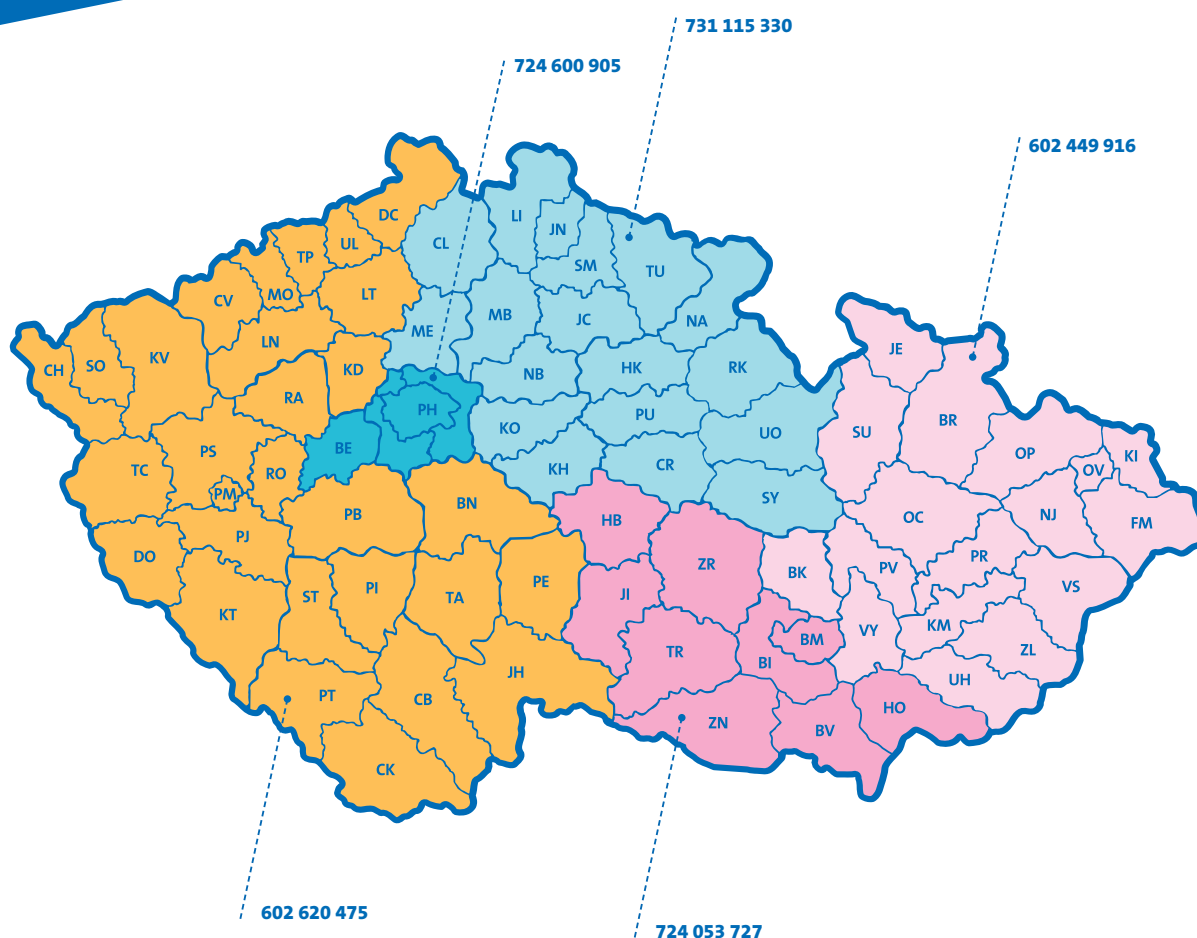 731 115 330
724 600 905
602 449 916
DC
LI
JN
UL
CL
TP
SM
TU
MO
CV
LT
MB
JC
NA
ME
LN
JE
KV
SO
CH
KD
NB
HK
RK
RA
PH
PU
KO
UO
BR
SU
BE
PS
OP
KI
TC
CR
KH
OV
RO
PM
SY
BN
PB
HB
OC
NJ
FM
PJ
DO
PR
ZR
BK
PV
PE
VS
ST
PI
TA
JI
KT
KM
VY
BM
TR
ZL
BI
JH
UH
PT
CB
HO
ZN
BV
CK
602 620 475
724 053 727